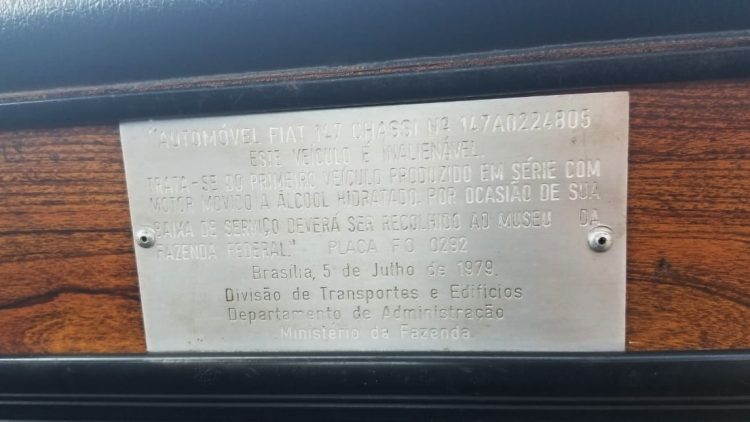 "AUTOMÓVEL FIAT 147 CHASSI Nº 147A0224805
ESTE VEÍCULO É INALIENÁVEL.
TRATA-SE DO PRIMEIRO VEÍCULO PRODUZIDO EM SÉRIE COM
MOTOR MOVIDO A ÁLCOOL HIDRATADO. POR OCASIÃO DE SUA
BAIXA DE SERVIÇO DEVERÁ SER RECOLHIDO AO MUSEU DA
FAZENDA FEDERAL." PLACA FO 0292
Brasília, 5 de Julho de 1979.
Divisão de Transportes e Edifícios
Departamento de Administração
Ministério da Fazenda